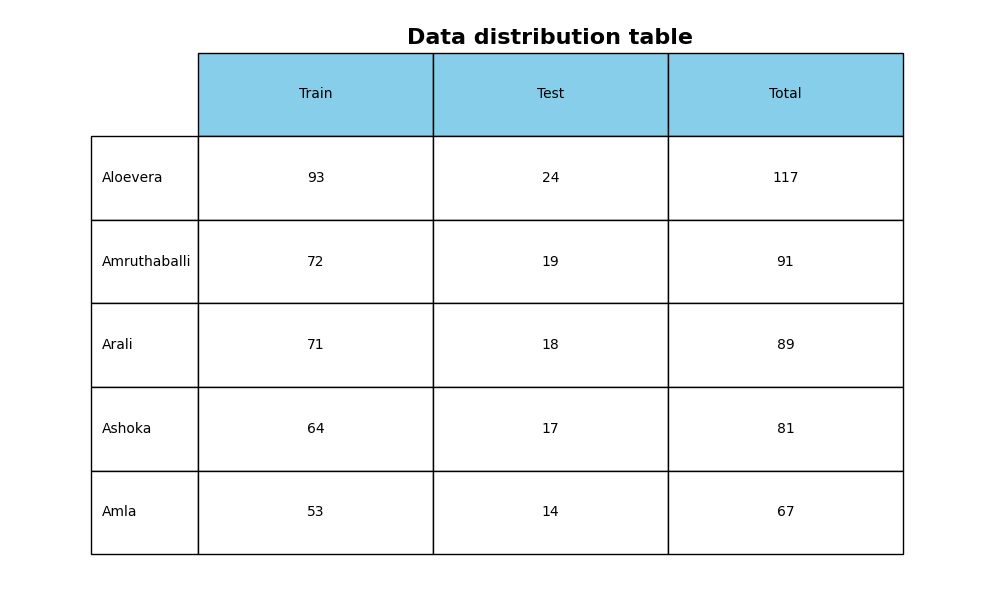 Data distribution table
Train Test Total
Aloevera 93 24 117
Amruthaballi 72 19 91
Arali 71 18 89
Ashoka 64 17 81
Amla 53 14 67